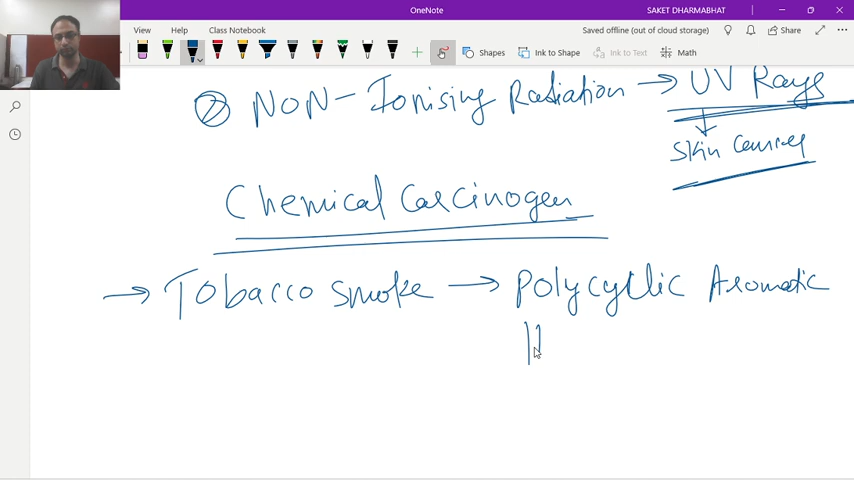 OneNote
SAKET DHARMABHAT
View Help Class Notebook
Saved offline (out of cloud storage)
Share
Shapes
Ink to Shape
Ink to Text
Math
② NON-Ionising Radiation → UV Rays
Skin Cancer
Chemical Carcinogen
→ Tobacco smoke → Polycyclic Aromatic
H